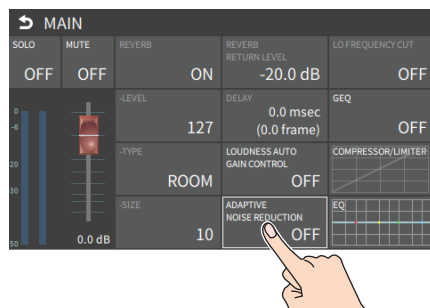 MAIN
SOLO
OFF
MUTE
OFF
REVERB
ON
REVERB
RETURN LEVEL
-20.0 dB
LO FREQUENCY CUT
OFF
0
-6
20
30
50
0.0 dB
-LEVEL
127
DELAY
0.0 msec
(0.0 frame)
GEQ
OFF
-TYPE
ROOM
LOUDNESS AUTO
GAIN CONTROL
OFF
COMPRESSOR/LIMITER
-SIZE
10
ADAPTIVE
NOISE REDUCTION
OFF
EQ